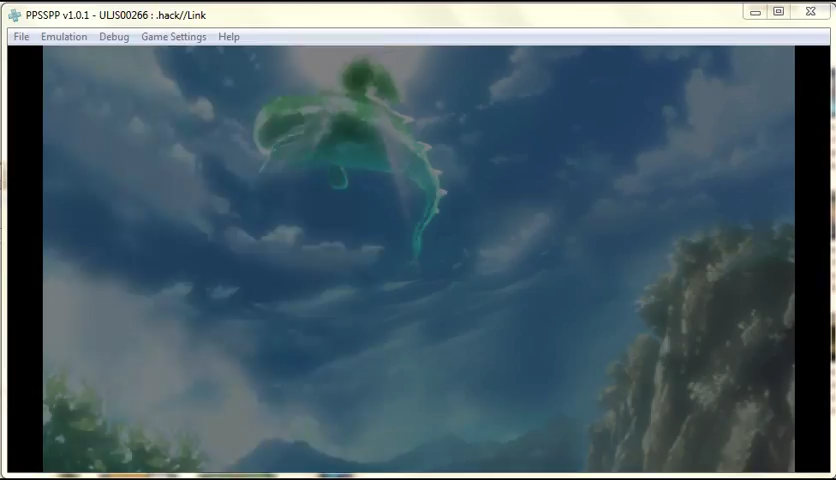 PPSSPP v1.0.1 - ULJS00266 : .hack//Link
File Emulation Debug Game Settings Help